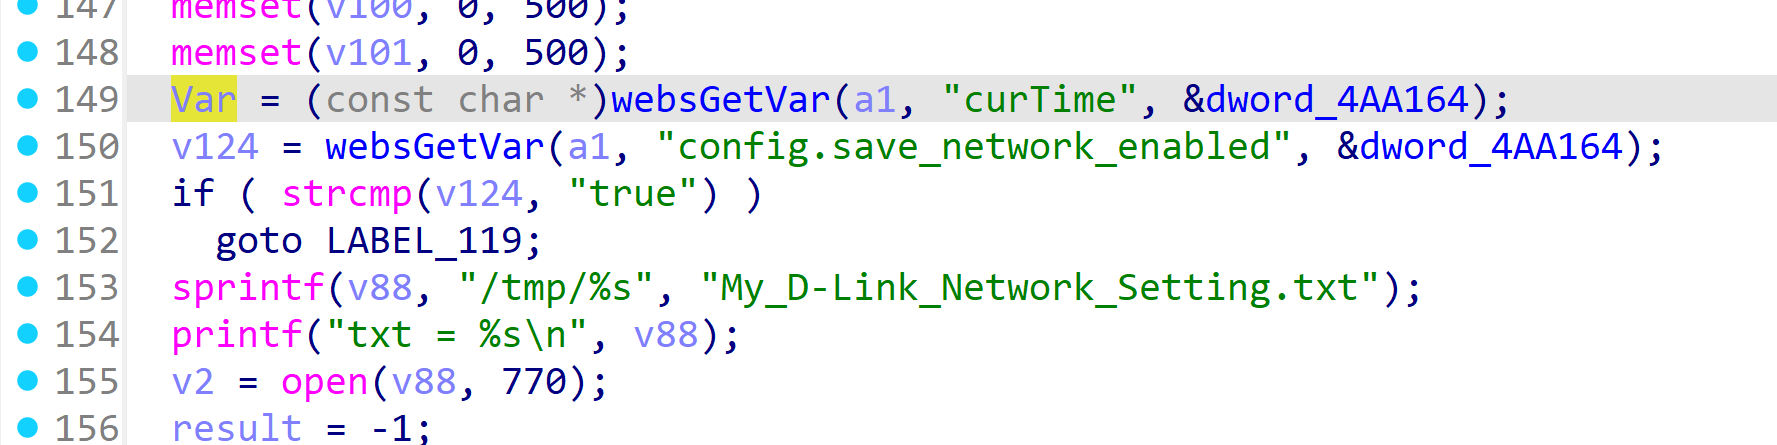 147 memset(v100, 0, 500);
148 memset(v101, 0, 500);
149 Var = (const char *)websGetVar(a1, "curTime", &dword_4AA164);
150 v124 = websGetVar(a1, "config.save_network_enabled", &dword_4AA164);
151 if ( strcmp(v124, "true") )
152 goto LABEL_119;
153 sprintf(v88, "/tmp/%s", "My_D-Link_Network_Setting.txt");
154 printf("txt = %s\n", v88);
155 v2 = open(v88, 770);
156 result = -1;